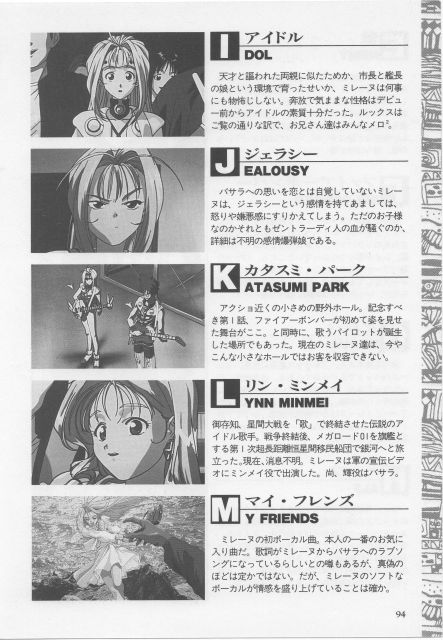 I アイドル
DOL
天才と謳われた両親に似たためか、市長と艦長
の娘という環境で育ったせいか、ミレーヌは何事
にも物怖じしない。奔放で気ままな性格はデビュ
ー前からアイドルの素質十分だった。ルックスは
ご覧の通りな訳で、お兄さん達はみんなメロ²。
J ジェラシー
EALOUSY
バサラへの思いを恋とは自覚していないミレー
ヌは、ジェラシーという感情を持てあましては、
怒りや嫌悪感にすりかえてしまう。ただのお子様
なのかそれともゼントラーディ人の血が騒ぐのか、
詳細は不明の感情爆弾娘である。
K カタスミ・パーク
ATASUMI PARK
アクショ近くの小さめの野外ホール。記念すべ
き第1話、ファイアーボンバーが初めて姿を見せ
た舞台がここ。と同時に、歌うパイロットが誕生
した場所でもあった。現在のミレーヌ達は、今や
こんな小さなホールではお客を収容できない。
L リン・ミンメイ
YNN MINMEI
御存知、星間大戦を「歌」で終結させた伝説のア
イドル歌手。戦争終結後、メガロード01を旗艦と
する第1次超長距離恒星間移民船団で銀河へと旅
立った。現在、消息不明。ミレーヌは軍の宣伝ビデ
オにミンメイ役で出演した。尚、輝役はバサラ。
M マイ・フレンズ
Y FRIENDS
ミレーヌの初ボーカル曲。本人の一番のお気に
入り曲だ。歌詞がミレーヌからバサラへのラブソ
ングになっているらしいとの噂もあるが、真偽の
ほどは定かではない。だが、ミレーヌのソフトな
ボーカルが情感を盛り上げていることは確か。
94